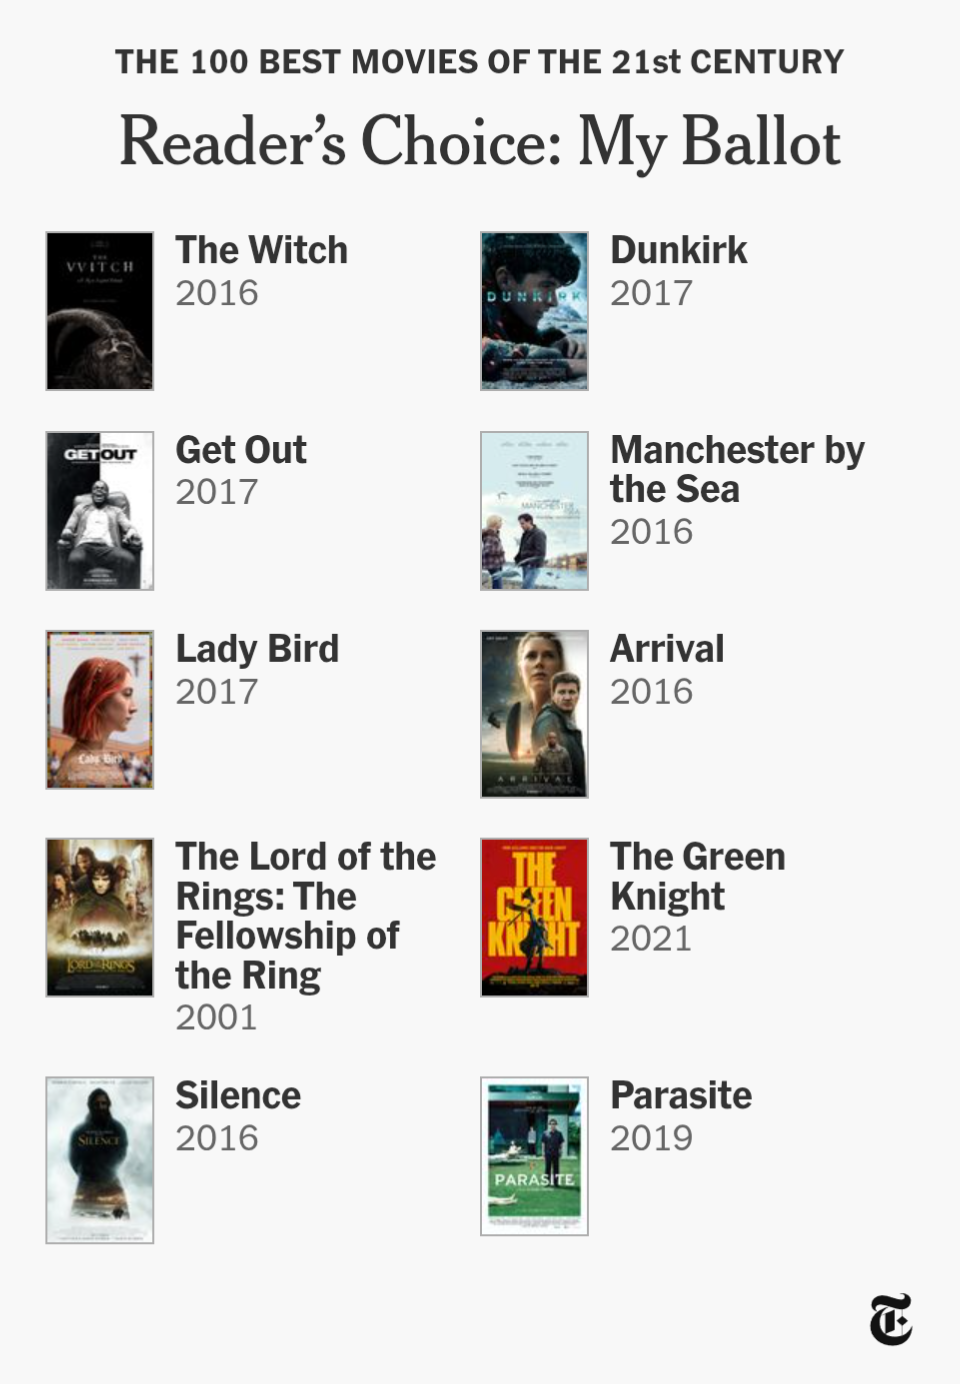 THE 100 BEST MOVIES OF THE 21st CENTURY
Reader's Choice: My Ballot
THE
VVITCH
The Witch
2016
DUNKIRK
Dunkirk
2017
GET OUT
Get Out
2017
MANCHESTER
Manchester by
the Sea
2016
Lady Bird
Lady Bird
2017
ARRIVAL
Arrival
2016
LORD OF THE RINGS
The Lord of the
Rings: The
Fellowship of
the Ring
2001
THE
GREEN
KNIGHT
The Green
Knight
2021
SILENCE
Silence
2016
PARASITE
Parasite
2019
T